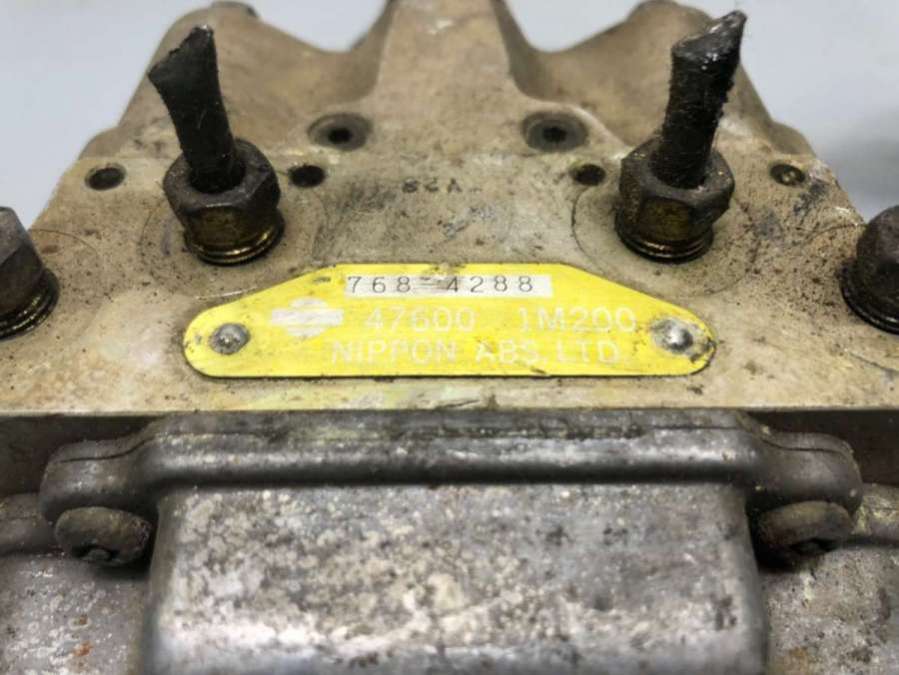 768-4288
47600 1M200
NIPPON ABS, LTD.